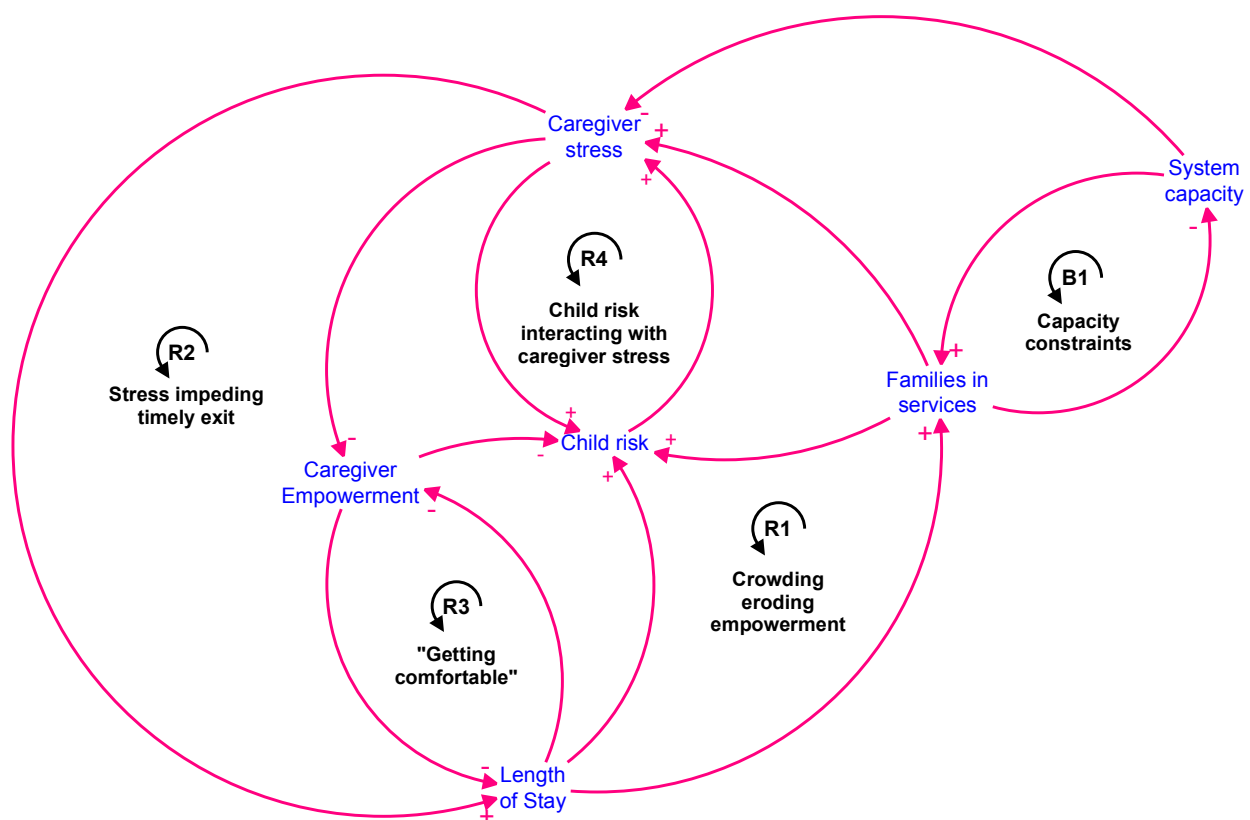 Caregiver
stress
-
+
+
System
capacity
-
R4
Child risk
interacting with
caregiver stress
B1
Capacity
constraints
R2
Stress impeding
timely exit
+
Families in
services
+
+
Child risk
+
-
+
-
Caregiver
Empowerment
-
R1
Crowding
eroding
empowerment
R3
"Getting
comfortable"
-
Length
of Stay
+